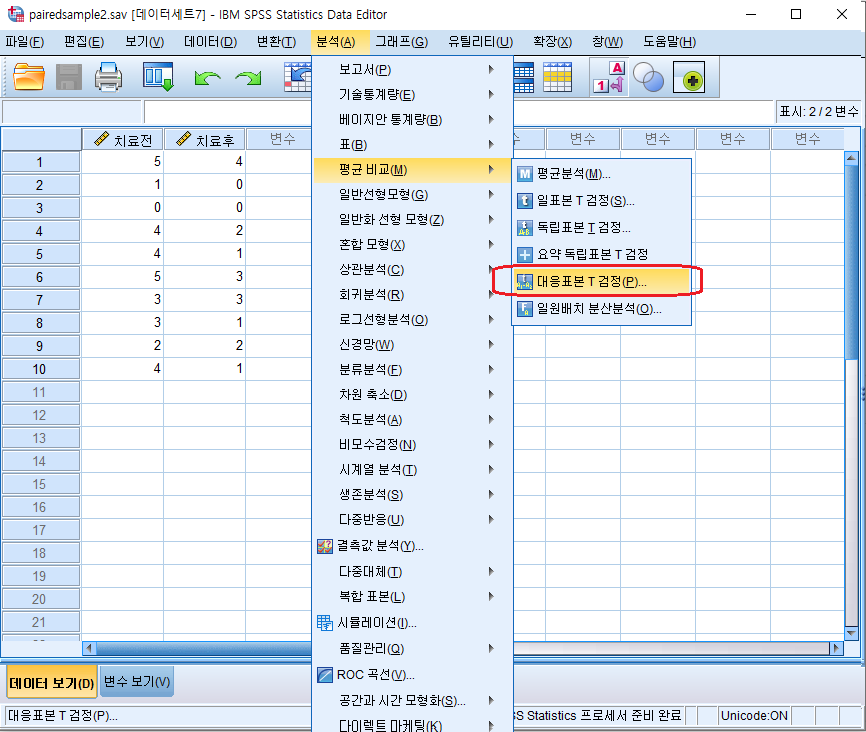 pairedsample2.sav [데이터세트7] - IBM SPSS Statistics Data Editor
파일(F) 편집(E) 보기(V) 데이터(D) 변환(T) 분석(A) 그래프(G) 유틸리티(U) 확장(X) 창(W) 도움말(H)
표시: 2 / 2 변수
치료전 치료후 변수 변수 변수 변수 변수
1 5 4
2 1 0
3 0 0
4 4 2
5 4 1
6 5 3
7 3 3
8 3 1
9 2 2
10 4 1
11
12
13
14
15
16
17
18
19
20
21
보고서(P)
기술통계량(E)
베이지안 통계량(B)
표(B)
평균 비교(M)
일반선형모형(G)
일반화 선형 모형(Z)
혼합 모형(X)
상관분석(C)
회귀분석(R)
로그선형분석(O)
신경망(W)
분류분석(F)
차원 축소(D)
척도분석(A)
비모수검정(N)
시계열 분석(T)
생존분석(S)
다중반응(U)
결측값 분석(Y)...
다중대체(T)
복합 표본(L)
시뮬레이션(I)...
품질관리(Q)
ROC 곡선(V)...
공간과 시간 모형화(S)...
다이렉트 마케팅(K)
평균분석(M)...
일표본 T 검정(S)...
독립표본 T 검정...
요약 독립표본 T 검정
대응표본 T 검정(P)...
일원배치 분산분석(O)...
데이터 보기(D) 변수 보기(V)
대응표본 T 검정(P)... SS Statistics 프로세서 준비 완료 Unicode:ON